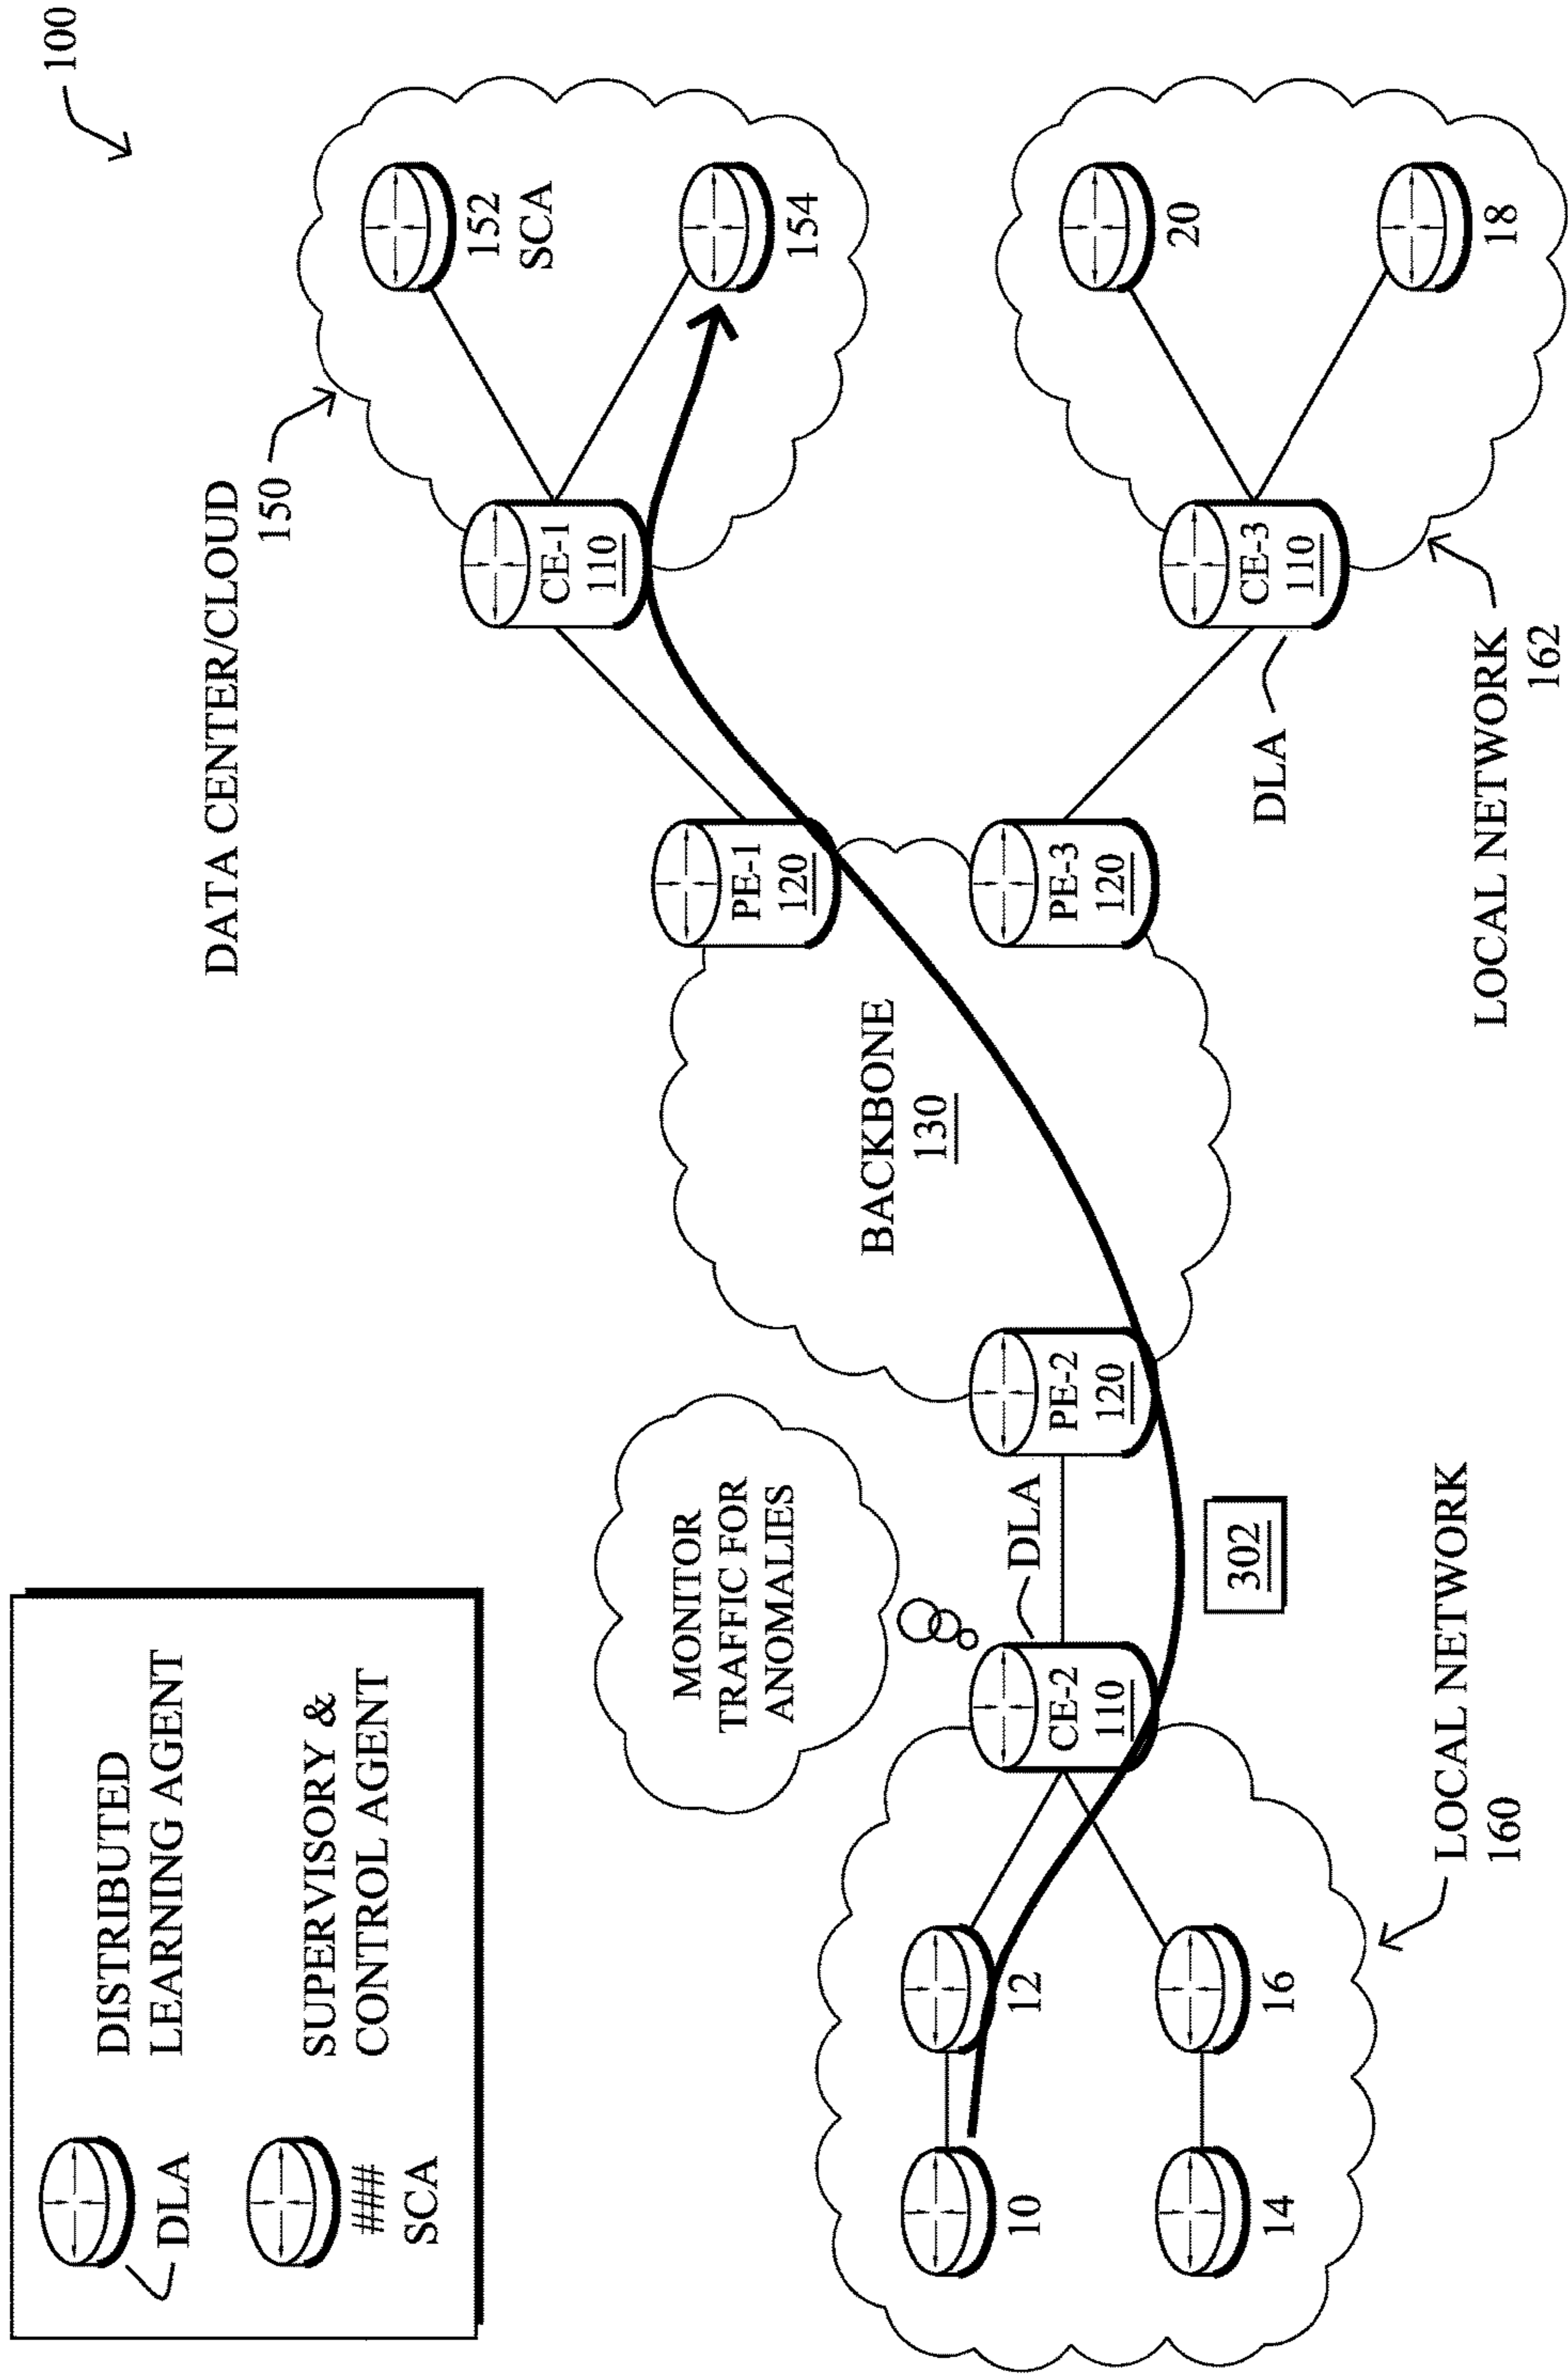 100
DISTRIBUTED
LEARNING AGENT
DLA
SUPERVISORY &
CONTROL AGENT
###
SCA
DATA CENTER/CLOUD
150
152
SCA
154
CE-1
110
PE-1
120
MONITOR
TRAFFIC FOR
ANOMALIES
BACKBONE
130
DLA
CE-2
110
PE-2
120
PE-3
120
CE-3
110
DLA
20
18
10
12
14
16
302
LOCAL NETWORK
160
LOCAL NETWORK
162